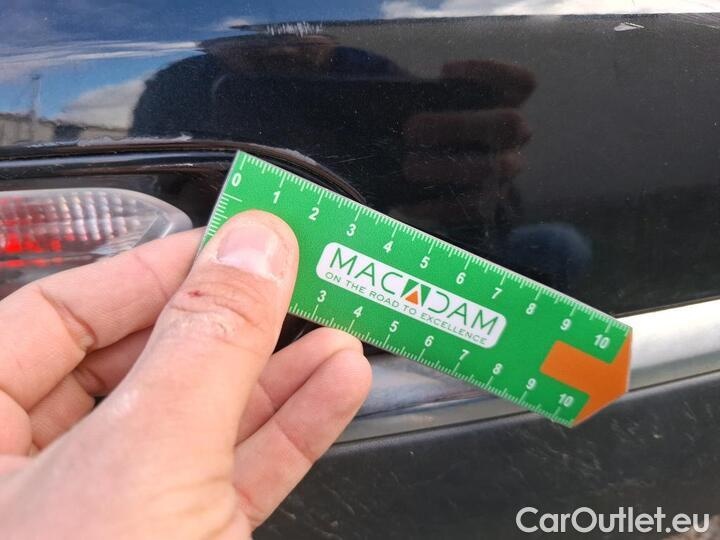 0 1 2 3 4 5 6 7 8 9 10
MACADAM
ON THE ROAD TO EXCELLENCE
3 4 5 6 7 8 9 10
CarOutlet.eu